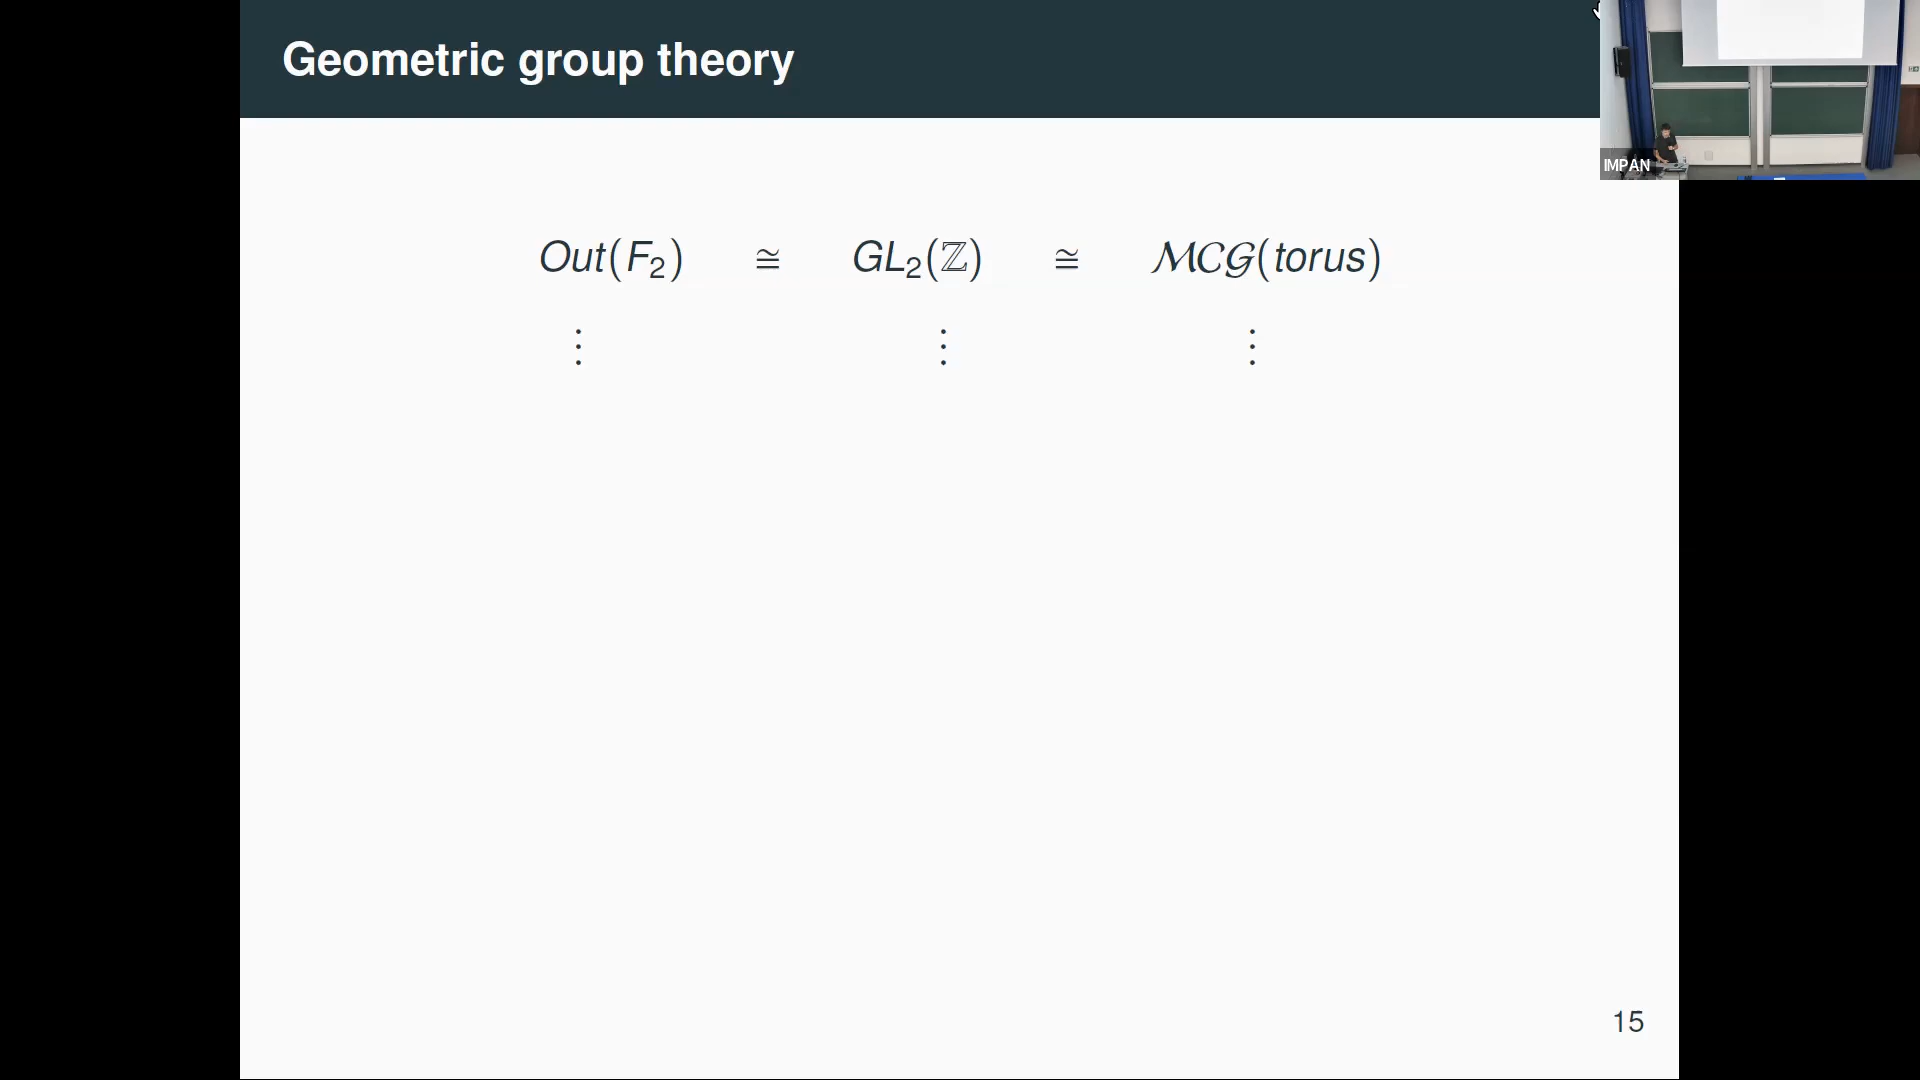 Geometric group theory
IMPAN
Out(F₂) ≅ GL₂(ℤ) ≅ 𝓜𝓒𝓖(torus)
⋮ ⋮ ⋮
15